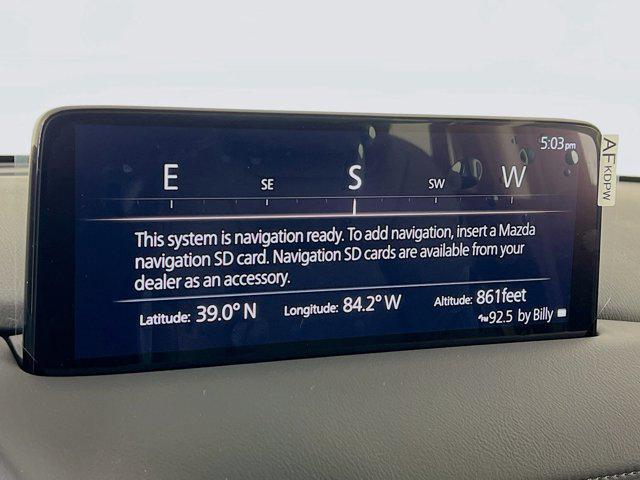 5:03 pm
AF
KDPW
E SE S SW W
This system is navigation ready. To add navigation, insert a Mazda
navigation SD card. Navigation SD cards are available from your
dealer as an accessory.
Latitude: 39.0° N Longitude: 84.2° W Altitude: 861feet
92.5 by Billy